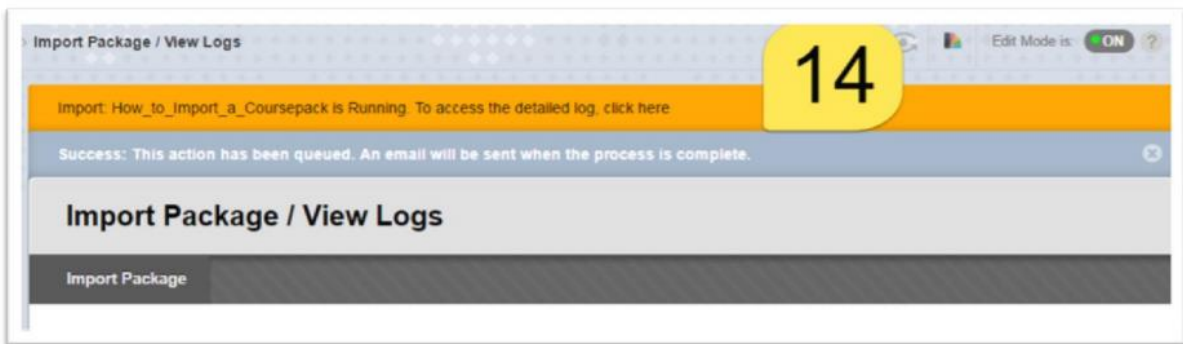 Import Package / View Logs
14
Edit Mode is: ON ?
Import: How_to_Import_a_Coursepack is Running. To access the detailed log, click here
Success: This action has been queued. An email will be sent when the process is complete.
Import Package / View Logs
Import Package